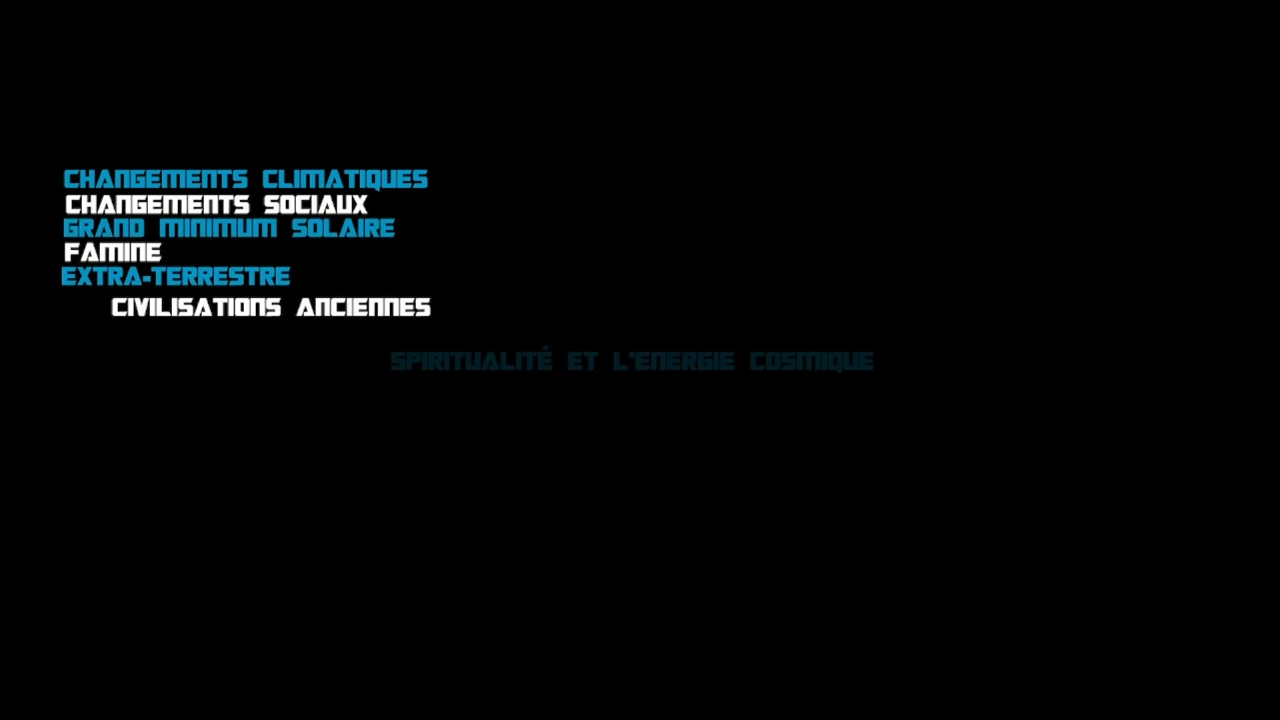 CHANGEMENTS CLIMATIQUES
CHANGEMENTS SOCIAUX
GRAND MINIMUM SOLAIRE
FAMINE
EXTRA-TERRESTRE
CIVILISATIONS ANCIENNES
SPIRITUALITÉ ET L'ENERGIE COSMIQUE